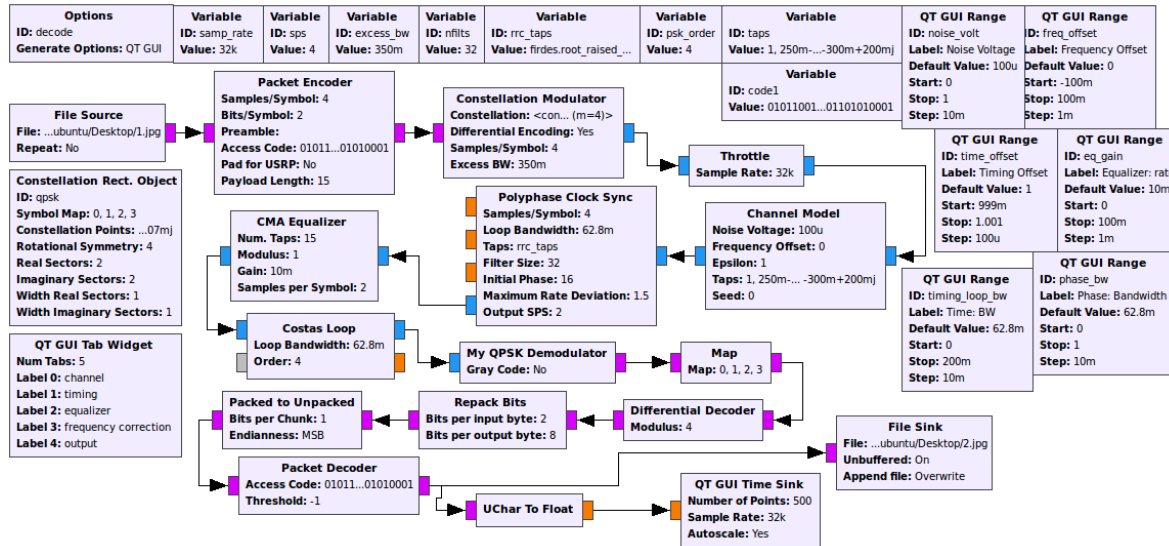 Options
ID: decode
Generate Options: QT GUI
Variable
ID: samp_rate
Value: 32k
Variable
ID: sps
Value: 4
Variable
ID: excess_bw
Value: 350m
Variable
ID: nfilts
Value: 32
Variable
ID: rrc_taps
Value: firdes.root_raised_...
Variable
ID: psk_order
Value: 4
Variable
ID: taps
Value: 1, 250m-...-300m+200mj
Variable
ID: code1
Value: 01011001...01101010001
QT GUI Range
ID: noise_volt
Label: Noise Voltage
Default Value: 100u
Start: 0
Stop: 1
Step: 10m
QT GUI Range
ID: freq_offset
Label: Frequency Offset
Default Value: 0
Start: -100m
Stop: 100m
Step: 1m
File Source
File: ...ubuntu/Desktop/1.jpg
Repeat: No
Packet Encoder
Samples/Symbol: 4
Bits/Symbol: 2
Preamble:
Access Code: 01011...01010001
Pad for USRP: No
Payload Length: 15
Constellation Modulator
Constellation: <con... (m=4)>
Differential Encoding: Yes
Samples/Symbol: 4
Excess BW: 350m
Throttle
Sample Rate: 32k
QT GUI Range
ID: time_offset
Label: Timing Offset
Default Value: 1
Start: 999m
Stop: 1.001
Step: 100u
QT GUI Range
ID: eq_gain
Label: Equalizer: rat
Default Value: 10m
Start: 0
Stop: 100m
Step: 1m
Constellation Rect. Object
ID: qpsk
Symbol Map: 0, 1, 2, 3
Constellation Points: ...07mj
Rotational Symmetry: 4
Real Sectors: 2
Imaginary Sectors: 2
Width Real Sectors: 1
Width Imaginary Sectors: 1
CMA Equalizer
Num. Taps: 15
Modulus: 1
Gain: 10m
Samples per Symbol: 2
Polyphase Clock Sync
Samples/Symbol: 4
Loop Bandwidth: 62.8m
Taps: rrc_taps
Filter Size: 32
Initial Phase: 16
Maximum Rate Deviation: 1.5
Output SPS: 2
Channel Model
Noise Voltage: 100u
Frequency Offset: 0
Epsilon: 1
Taps: 1, 250m-... -300m+200mj
Seed: 0
QT GUI Range
ID: timing_loop_bw
Label: Time: BW
Default Value: 62.8m
Start: 0
Stop: 200m
Step: 10m
QT GUI Range
ID: phase_bw
Label: Phase: Bandwidth
Default Value: 62.8m
Start: 0
Stop: 1
Step: 10m
QT GUI Tab Widget
Num Tabs: 5
Label 0: channel
Label 1: timing
Label 2: equalizer
Label 3: frequency correction
Label 4: output
Costas Loop
Loop Bandwidth: 62.8m
Order: 4
My QPSK Demodulator
Gray Code: No
Map
Map: 0, 1, 2, 3
Packed to Unpacked
Bits per Chunk: 1
Endianness: MSB
Repack Bits
Bits per input byte: 2
Bits per output byte: 8
Differential Decoder
Modulus: 4
File Sink
File: ...ubuntu/Desktop/2.jpg
Unbuffered: On
Append file: Overwrite
Packet Decoder
Access Code: 01011...01010001
Threshold: -1
UChar To Float
QT GUI Time Sink
Number of Points: 500
Sample Rate: 32k
Autoscale: Yes